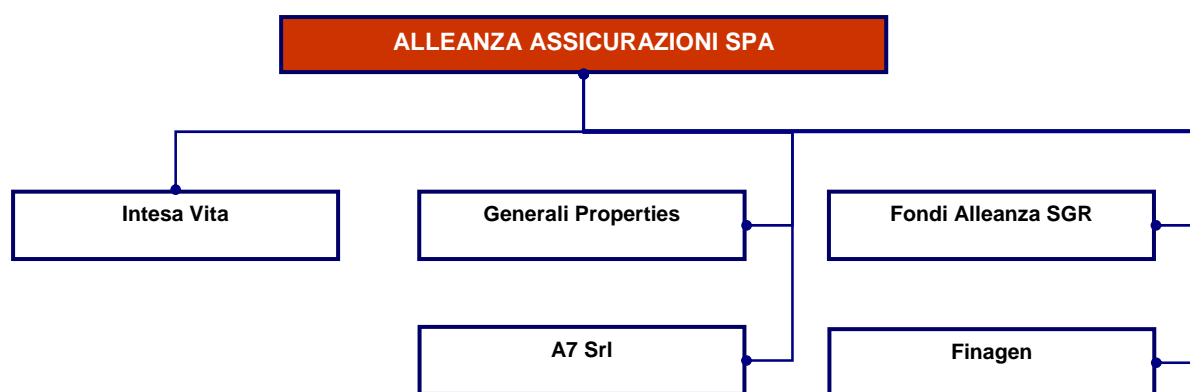 ALLEANZA ASSICURAZIONI SPA
Intesa Vita
Generali Properties
Fondi Alleanza SGR
A7 Srl
Finagen